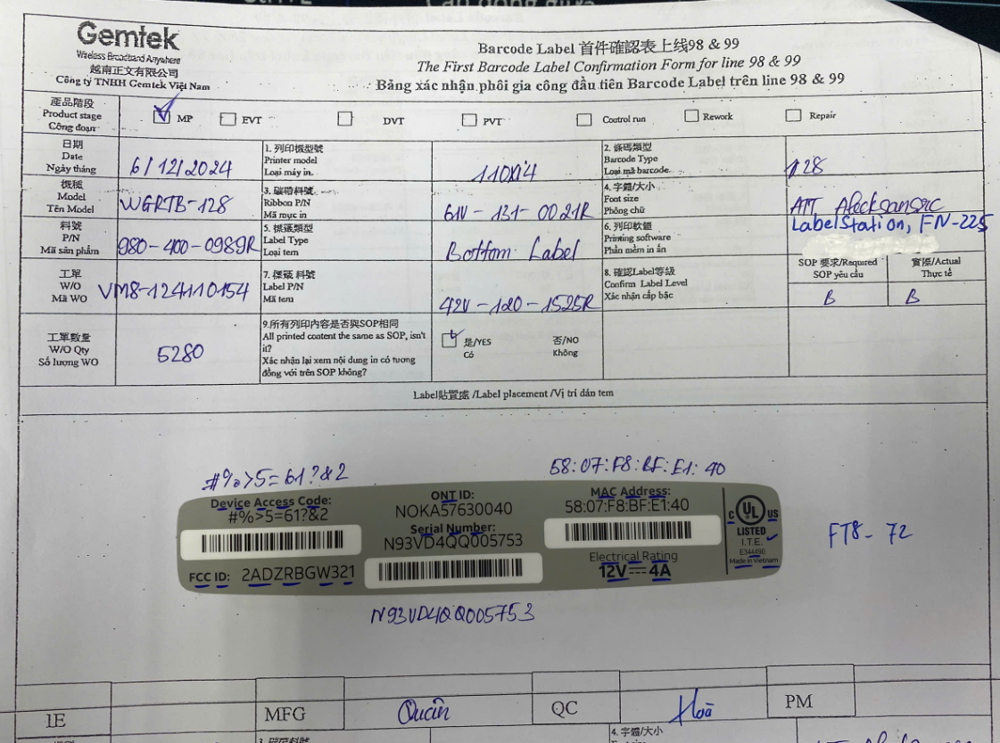 Gemtek
Wireless Broadband Anywhere
越南正文有限公司
Công ty TNHH Gemtek Việt Nam
Barcode Label 首件確認表上线98 & 99
The First Barcode Label Confirmation Form for line 98 & 99
Bảng xác nhận phôi gia công đầu tiên Barcode Label trên line 98 & 99
產品階段
Product stage
Công đoạn
MP
EVT
DVT
PVT
Control run
Rework
Repair
日期
Date
Ngày tháng
6/12/2024
1. 列印機型號
Printer model
Loại máy in.
110Xi4
2. 條碼類型
Barcode Type
Loại mã barcode.
128
機種
Model
Tên Model
WGRTB-128
3. 碳帶料號
Ribbon P/N
Mã mực in
61V-131-0021R
4. 字體/大小
Font size
Phông chữ
ATT Alecksansrc
料號
P/N
Mã sản phẩm
980-400-0989R
5. 標籤類型
Label Type
Loại tem
Bottom Label
6. 列印軟體
Printing software
Phần mềm in ấn
LabelStation, FN-225
工單
W/O
Mã WO
VM8-124110154
7. 標籤 料號
Label P/N
Mã tem
42V-120-1525R
8. 確認Label等級
Confirm Label Level
Xác nhận cấp bậc
SOP 要求/Required
SOP yêu cầu
實際/Actual
Thực tế
B
B
工單數量
W/O Qty
Số lượng WO
5280
9.所有列印內容是否與SOP相同
All printed content the same as SOP, isn't
it?
Xác nhận lại xem nội dung in có tương
đồng với trên SOP không?
是/YES
Có
否/NO
Không
Label貼置處 /Label placement /Vị trí dán tem
#%>5=61?&2
58:07:F8:BF:E1:40
Device Access Code:
#%>5=61?&2
FCC ID: 2ADZRBGW321
ONT ID:
NOKA57630040
Serial Number:
N93VD4QQ005753
MAC Address:
58:07:F8:BF:E1:40
Electrical Rating
12V⎓4A
C UL US
LISTED
I.T.E.
E344490
Made in Vietnam
FT8-72
N93VD4QQ005753
IE
MFG
Quân
QC
Hoà
PM
4. 字體/大小